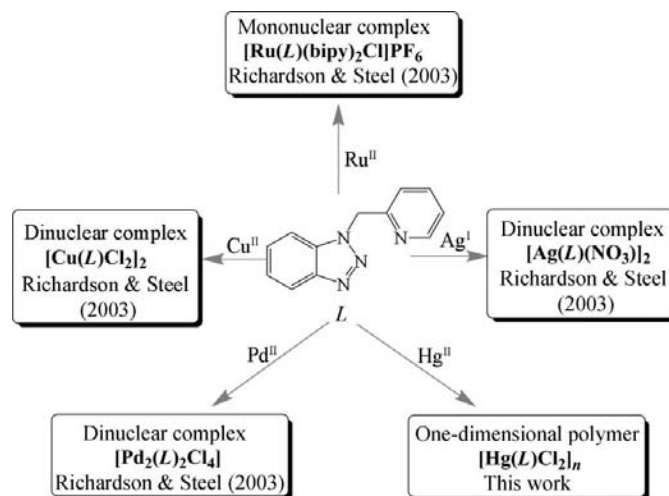 Mononuclear complex
[Ru(L)(bipy)₂Cl]PF₆
Richardson & Steel (2003)
Ruᴵᴵ
Dinuclear complex
[Cu(L)Cl₂]₂
Richardson & Steel
(2003)
Cuᴵᴵ
N
N
N
N
L
Agᴵ
Dinuclear complex
[Ag(L)(NO₃)]₂
Richardson & Steel
(2003)
Pdᴵᴵ
Hgᴵᴵ
Dinuclear complex
[Pd₂(L)₂Cl₄]
Richardson & Steel (2003)
One-dimensional polymer
[Hg(L)Cl₂]ₙ
This work